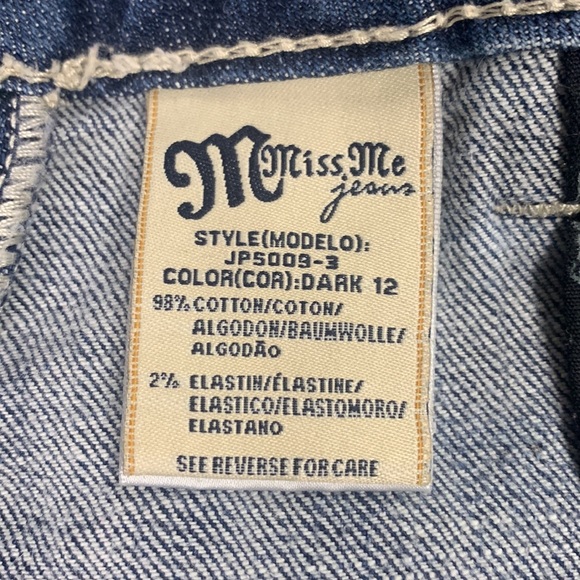 M Miss Me
jeans
STYLE(MODELO):
JP5009-3
COLOR(COR):DARK 12
98% COTTON/COTON/
ALGODON/BAUMWOLLE/
ALGODÃO
2% ELASTIN/ÉLASTINE/
ELASTICO/ELASTOMORO/
ELASTANO
SEE REVERSE FOR CARE